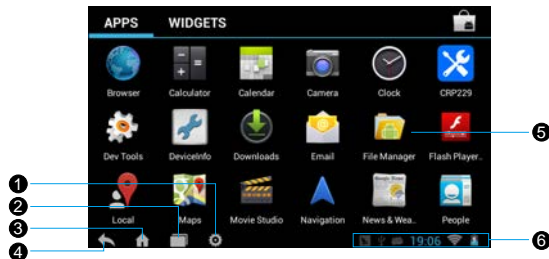 APPS WIDGETS
Browser Calculator Calendar Camera Clock CRP229
5
Dev Tools DeviceInfo Downloads Email File Manager Flash Player..
1
2
Local Maps Movie Studio Navigation News & Wea.. People
3
19:06
6
4